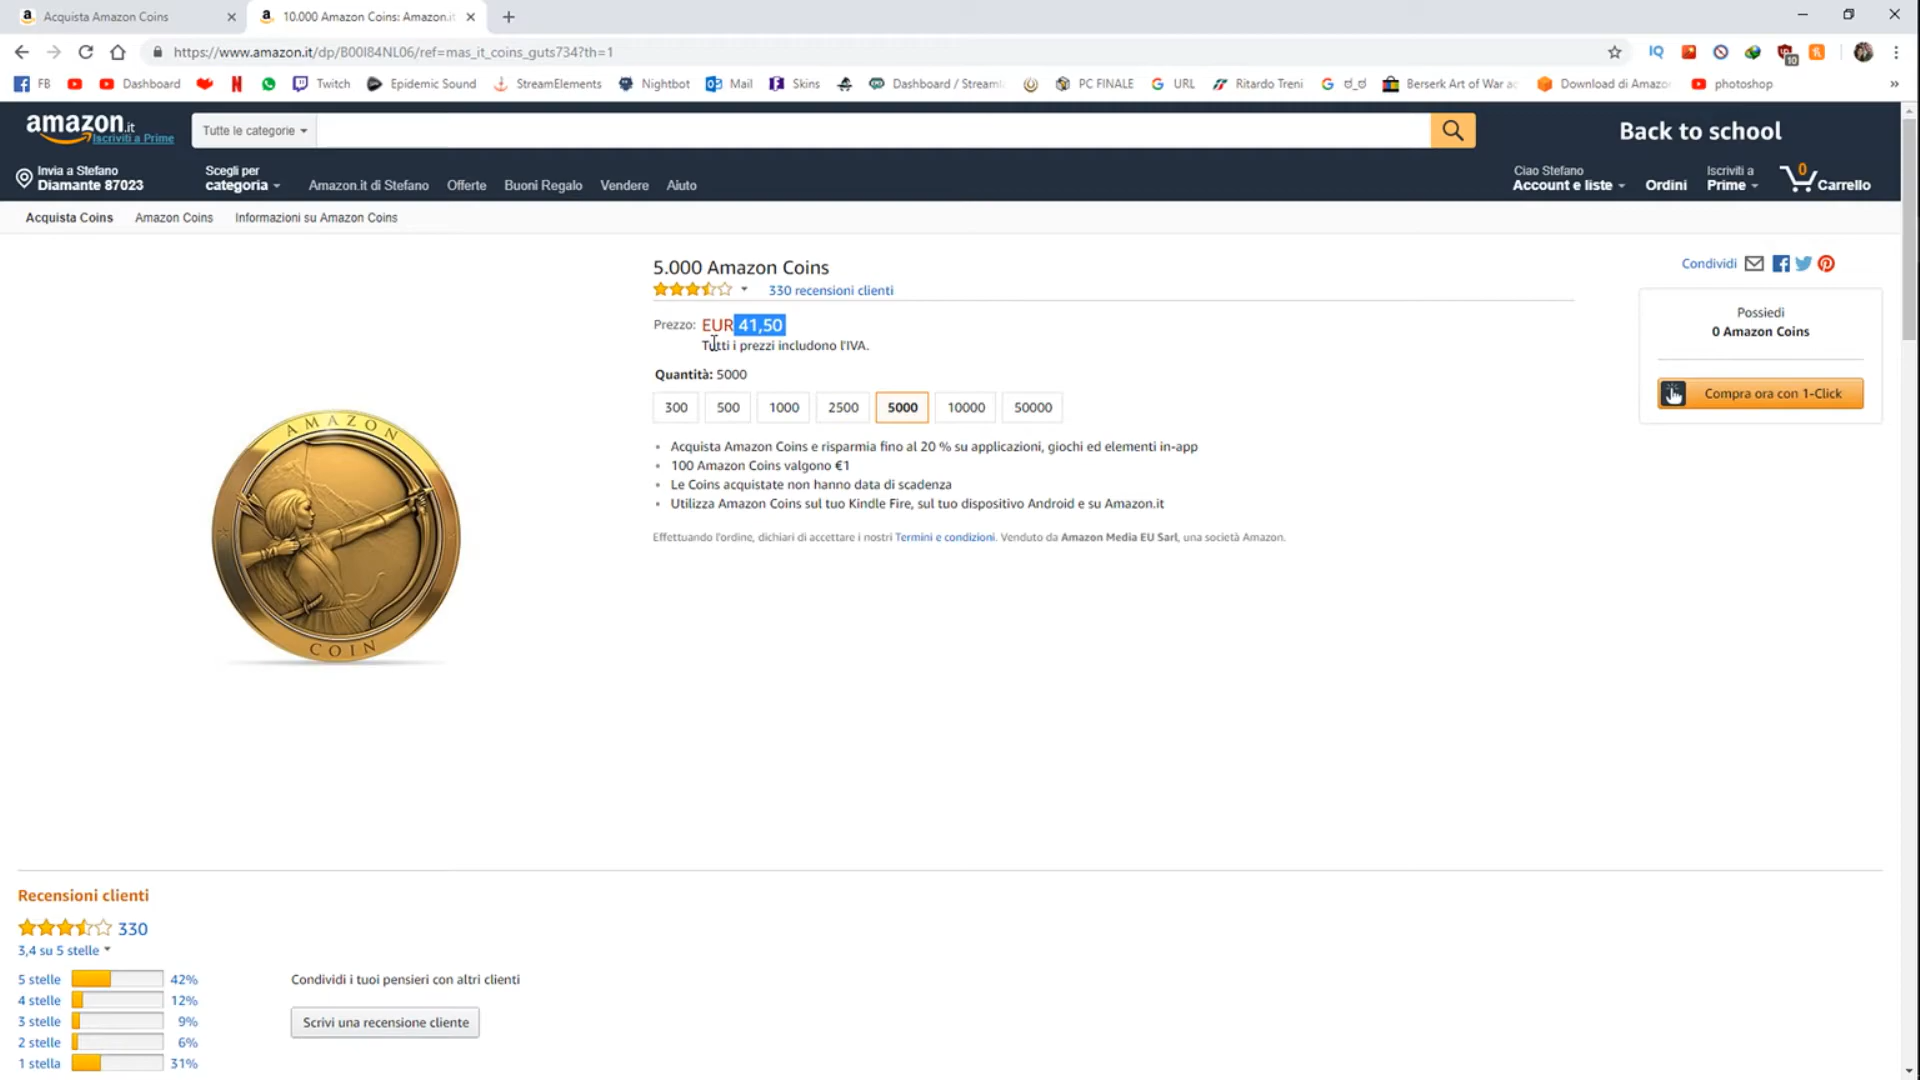 Acquista Amazon Coins
10.000 Amazon Coins: Amazon.it
https://www.amazon.it/dp/B00I84NL06/ref=mas_it_coins_guts734?th=1
IQ
10
FB
Dashboard
Twitch
Epidemic Sound
StreamElements
Nightbot
Mail
Skins
Dashboard / Streaml
PC FINALE
URL
Ritardo Treni
ಠ_ಠ
Berserk Art of War ac
Download di Amazo
photoshop
amazon.it
Iscriviti a Prime
Tutte le categorie
Back to school
Invia a Stefano
Diamante 87023
Scegli per
categoria
Amazon.it di Stefano
Offerte
Buoni Regalo
Vendere
Aiuto
Ciao Stefano
Account e liste
Ordini
Iscriviti a
Prime
0
Carrello
Acquista Coins
Amazon Coins
Informazioni su Amazon Coins
5.000 Amazon Coins
330 recensioni clienti
Prezzo: EUR 41,50
Tutti i prezzi includono l'IVA.
Quantità: 5000
300
500
1000
2500
5000
10000
50000
Acquista Amazon Coins e risparmia fino al 20 % su applicazioni, giochi ed elementi in-app
100 Amazon Coins valgono €1
Le Coins acquistate non hanno data di scadenza
Utilizza Amazon Coins sul tuo Kindle Fire, sul tuo dispositivo Android e su Amazon.it
Effettuando l'ordine, dichiari di accettare i nostri Termini e condizioni. Venduto da Amazon Media EU Sarl, una società Amazon.
Condividi
Possiedi
0 Amazon Coins
Compra ora con 1-Click
AMAZON
COIN
Recensioni clienti
330
3,4 su 5 stelle
5 stelle 42%
4 stelle 12%
3 stelle 9%
2 stelle 6%
1 stella 31%
Condividi i tuoi pensieri con altri clienti
Scrivi una recensione cliente